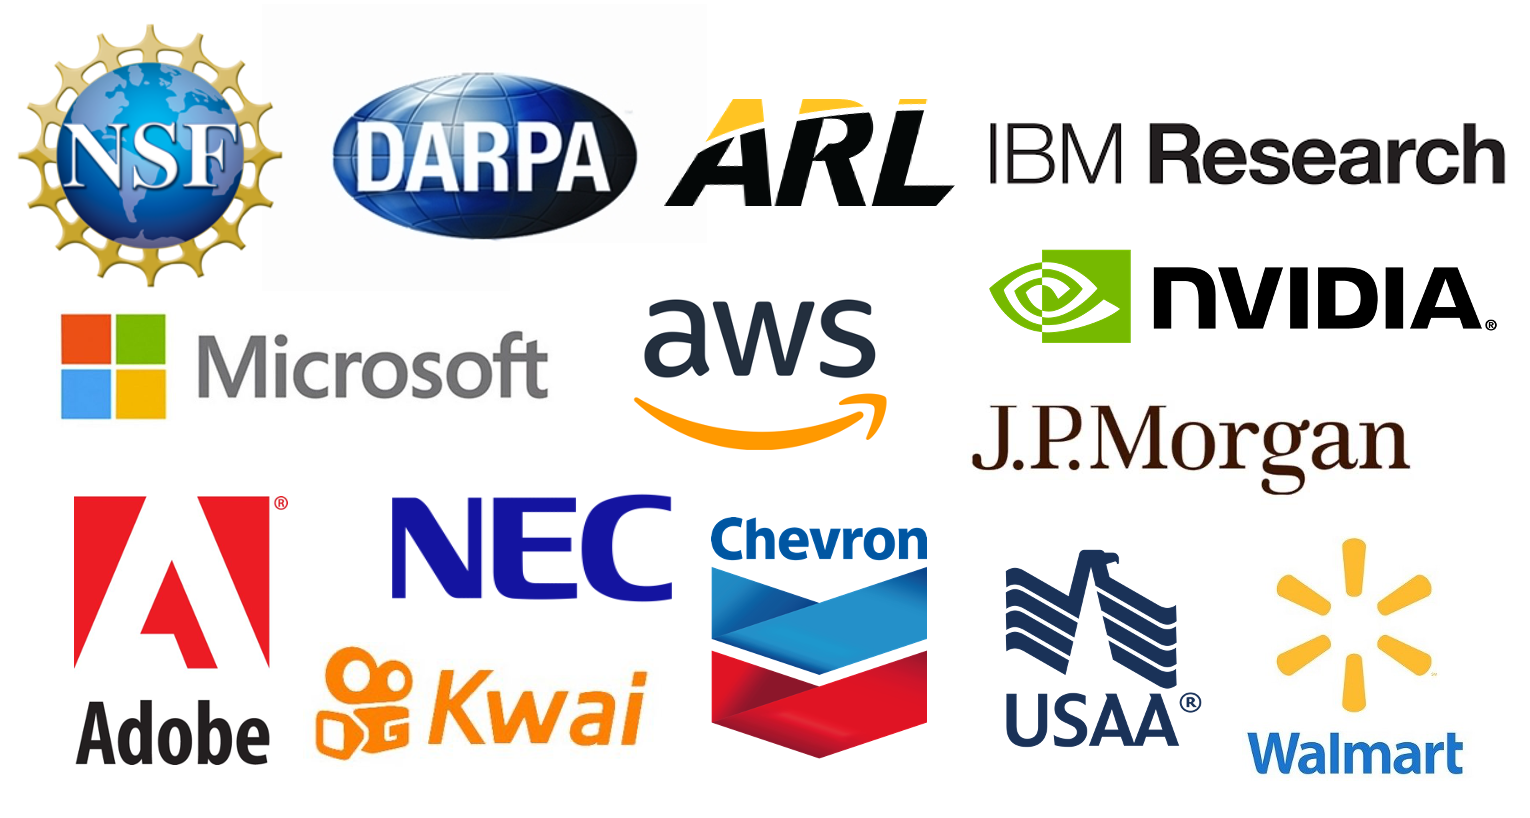 NSF
DARPA
ARL
IBM Research
Microsoft
aws
NVIDIA®
J.P.Morgan
®
Adobe
NEC
Kwai
Chevron
USAA®
Walmart